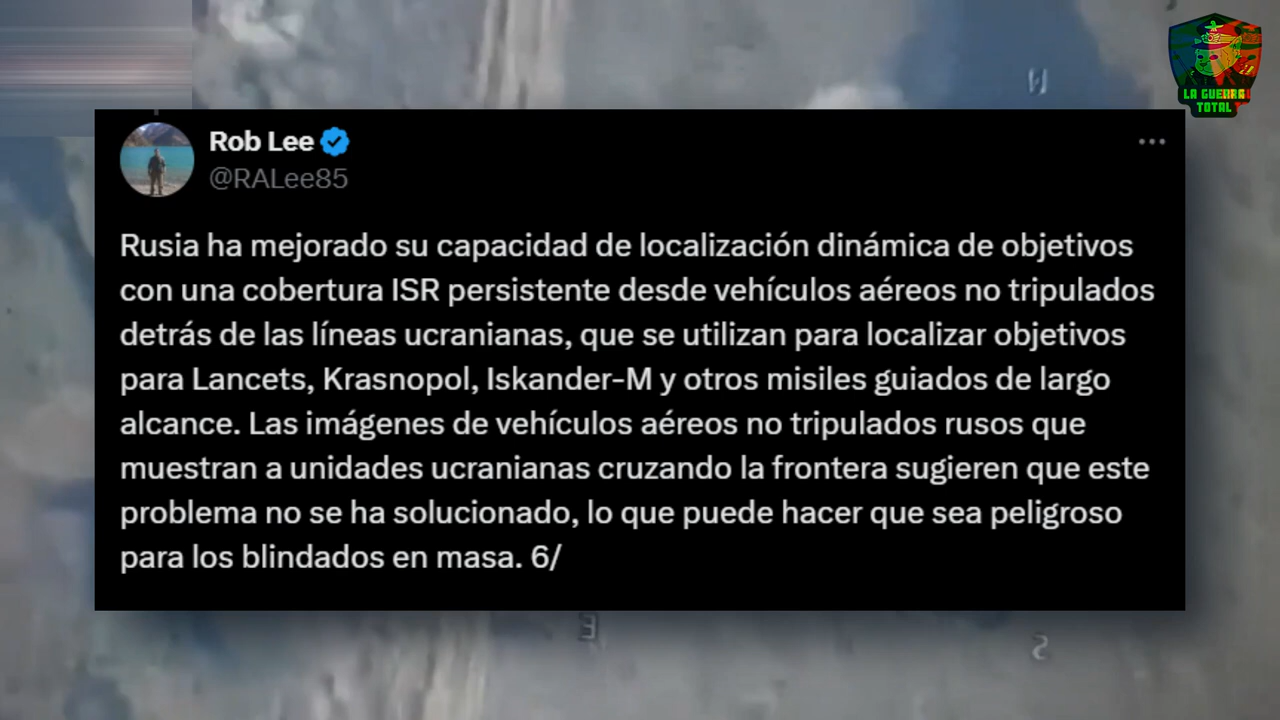 LA GUERRA
TOTAL
Rob Lee
@RALee85
Rusia ha mejorado su capacidad de localización dinámica de objetivos
con una cobertura ISR persistente desde vehículos aéreos no tripulados
detrás de las líneas ucranianas, que se utilizan para localizar objetivos
para Lancets, Krasnopol, Iskander-M y otros misiles guiados de largo
alcance. Las imágenes de vehículos aéreos no tripulados rusos que
muestran a unidades ucranianas cruzando la frontera sugieren que este
problema no se ha solucionado, lo que puede hacer que sea peligroso
para los blindados en masa. 6/